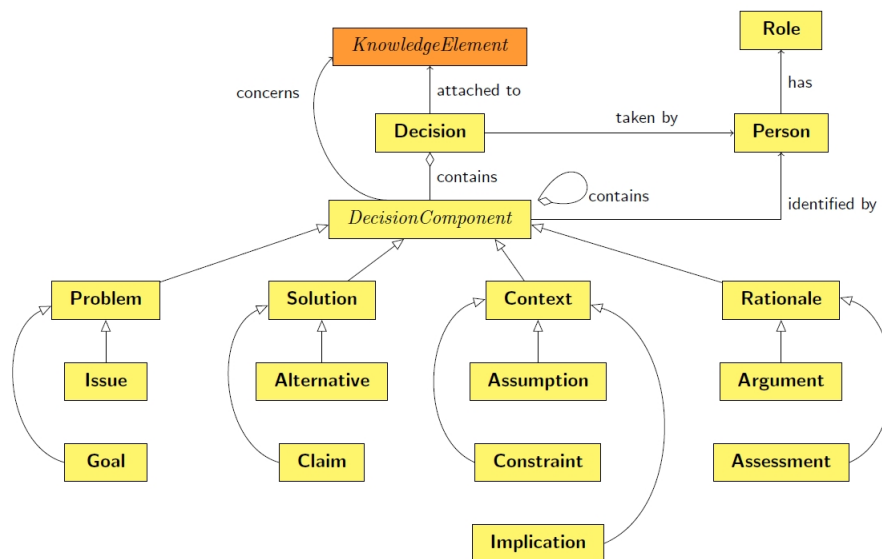 Role
KnowledgeElement
concerns
attached to
has
Decision
taken by
Person
contains
contains
identified by
DecisionComponent
Problem
Solution
Context
Rationale
Issue
Alternative
Assumption
Argument
Goal
Claim
Constraint
Assessment
Implication